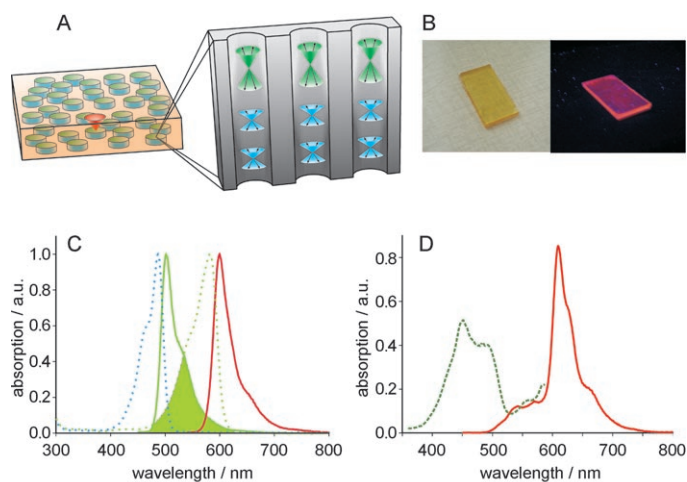 A
B
C
1.0
0.8
0.6
0.4
0.2
0.0
absorption / a.u.
300 400 500 600 700 800
wavelength / nm
D
0.8
0.6
0.4
0.2
0.0
absorption / a.u.
400 500 600 700 800
wavelength / nm